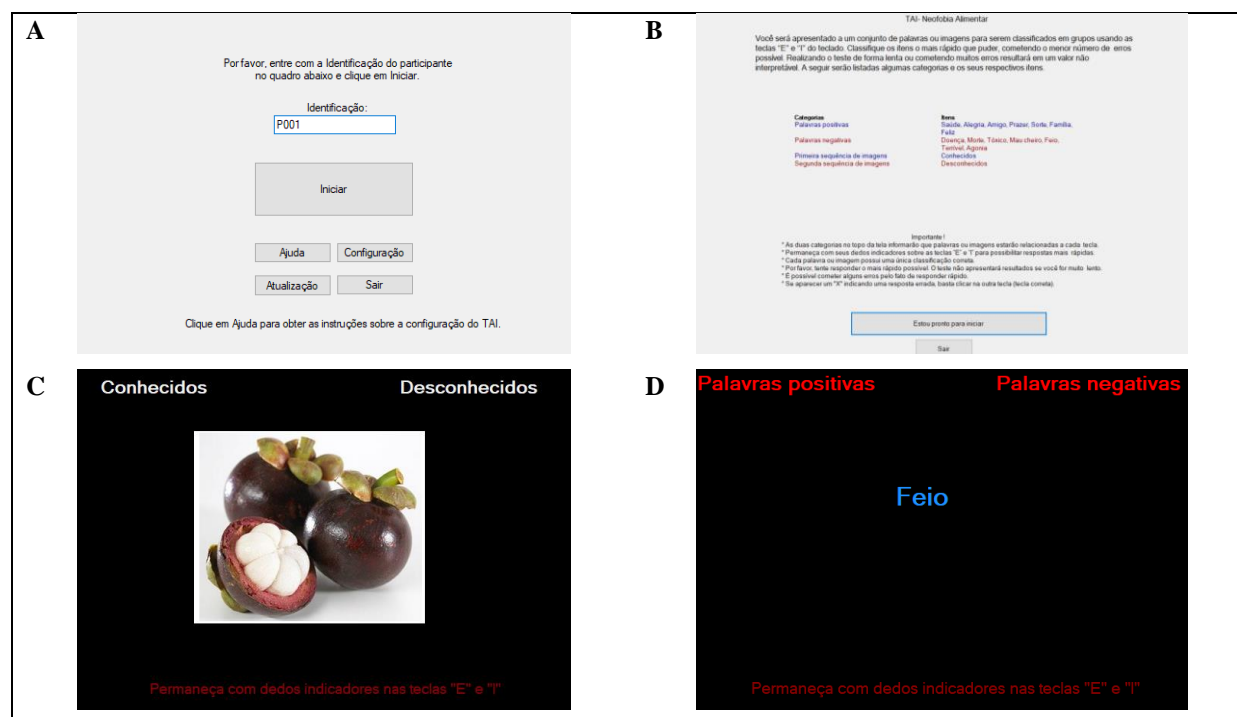 A
Por favor, entre com a Identificação do participante
no quadro abaixo e clique em Iniciar.
Identificação:
P001
Iniciar
Ajuda
Configuração
Atualização
Sair
Clique em Ajuda para obter as instruções sobre a configuração do TAI.
B
TAI- Neofobia Alimentar
Você será apresentado a um conjunto de palavras ou imagens para serem classificados em grupos usando as
teclas "E" e "I" do teclado. Classifique os itens o mais rápido que puder, cometendo o menor número de erros
possível. Realizando o teste de forma lenta ou cometendo muitos erros resultará em um valor não
interpretável. A seguir serão listadas algumas categorias e os seus respectivos itens.
Categorias Itens
Palavras positivas Saúde, Alegria, Amigo, Prazer, Sorte, Família,
Feliz
Palavras negativas Doença, Morte, Tóxico, Mau cheiro, Feio,
Terrível, Agonia
Primeira sequência de imagens Conhecidos
Segunda sequência de imagens Desconhecidos
Importante !
* As duas categorias no topo da tela informarão que palavras ou imagens estarão relacionadas a cada tecla.
* Permaneça com seus dedos indicadores sobre as teclas "E" e "I" para possibilitar respostas mais rápidas.
* Cada palavra ou imagem possui uma única classificação correta.
* Por favor, tente responder o mais rápido possível. O teste não apresentará resultados se você for muito lento.
* É possível cometer alguns erros pelo fato de responder rápido.
* Se aparecer um "X" indicando uma resposta errada, basta clicar na outra tecla (tecla correta)
Estou pronto para iniciar
Sair
C
Conhecidos
Desconhecidos
Permaneça com dedos indicadores nas teclas "E" e "I"
D
Palavras positivas
Palavras negativas
Feio
Permaneça com dedos indicadores nas teclas "E" e "I"